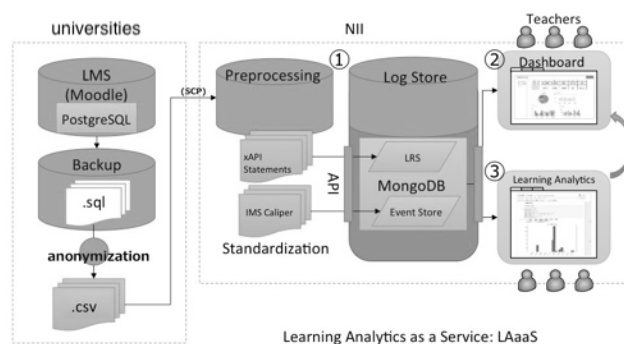 universities
LMS
(Moodle)
PostgreSQL
Backup
.sql
anonymization
.csv
(SCP)
NII
Preprocessing
xAPI
Statements
IMS Caliper
Standardization
API
①
Log Store
LRS
MongoDB
Event Store
Teachers
②
Dashboard
③
Learning Analytics
Learning Analytics as a Service: LAaaS